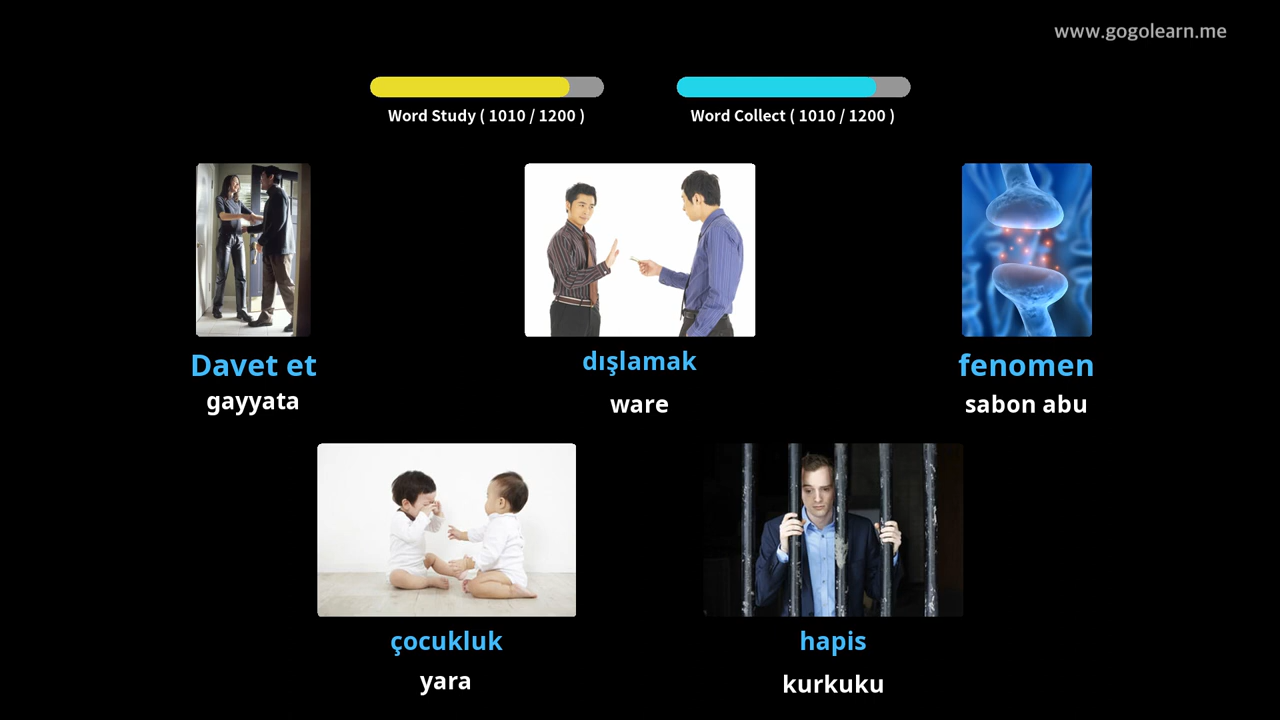 www.gogolearn.me
Word Study ( 1010 / 1200 )
Word Collect ( 1010 / 1200 )
Davet et
gayyata
dışlamak
ware
fenomen
sabon abu
çocukluk
yara
hapis
kurkuku